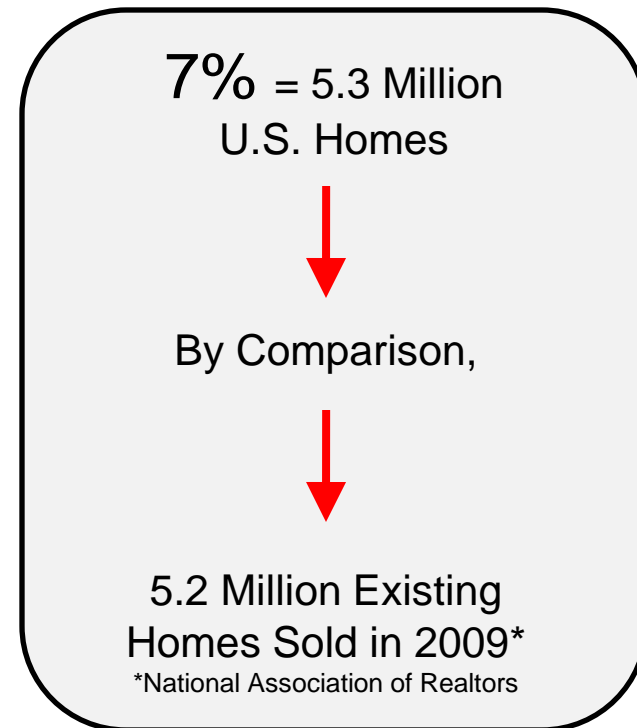 7% = 5.3 Million
U.S. Homes
By Comparison,
5.2 Million Existing
Homes Sold in 2009*
*National Association of Realtors